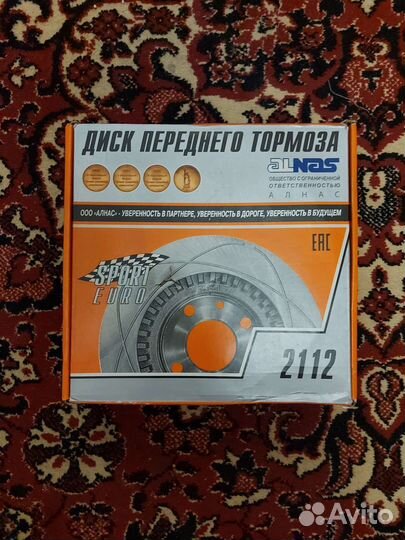 ДИСК ПЕРЕДНЕГО ТОРМОЗА
ALNAS
ОБЩЕСТВО С ОГРАНИЧЕННОЙ
ОТВЕТСТВЕННОСТЬЮ
АЛНАС
ООО «АЛНАС» - УВЕРЕННОСТЬ В ПАРТНЕРЕ, УВЕРЕННОСТЬ В ДОРОГЕ, УВЕРЕННОСТЬ В БУДУЩЕМ
ЕАС
SPORT
EURO
2112
Avito